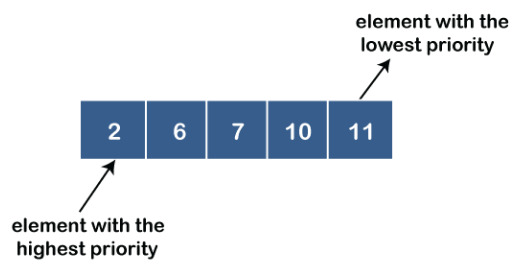 element with the
lowest priority
2 6 7 10 11
element with the
highest priority